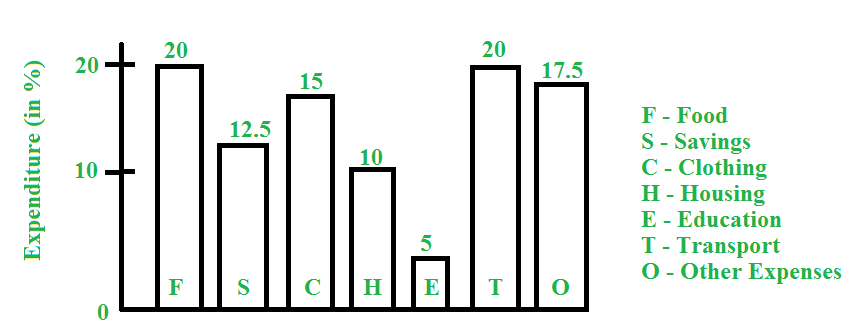 Expenditure (in %)
20
10
0
20
12.5
15
10
5
20
17.5
F
S
C
H
E
T
O
F - Food
S - Savings
C - Clothing
H - Housing
E - Education
T - Transport
O - Other Expenses